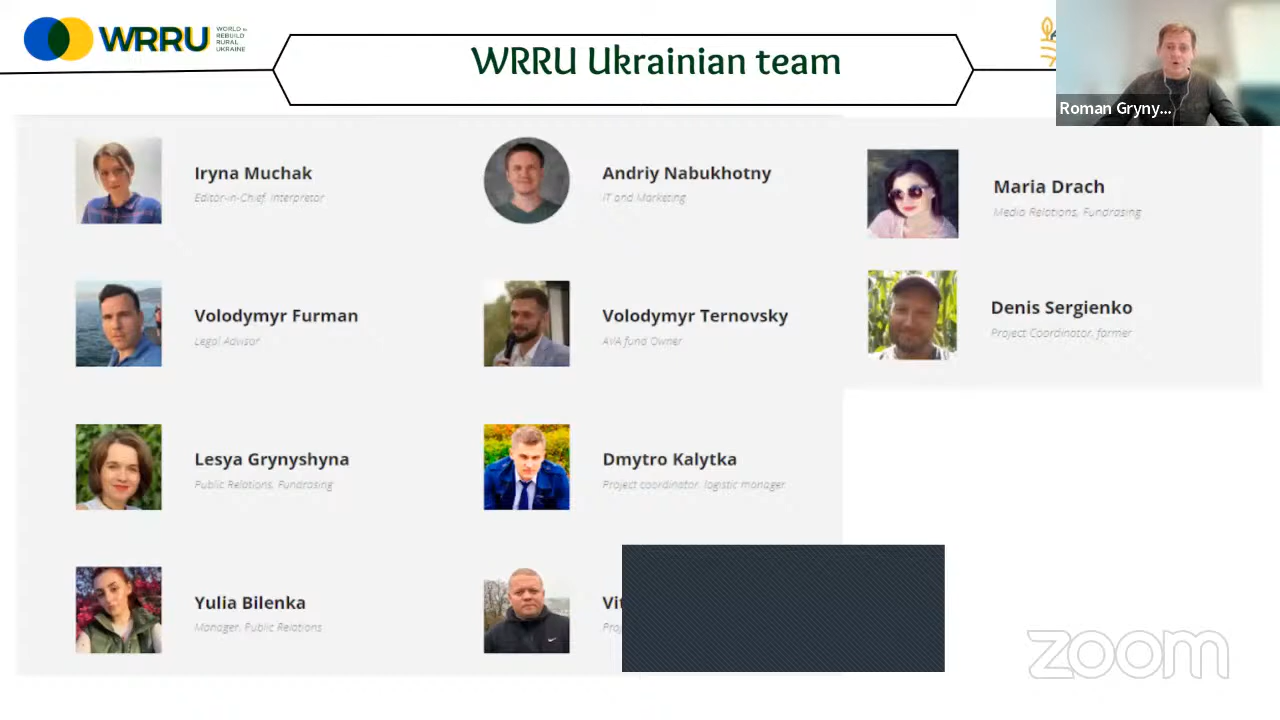 WRRU
WORLD to
REBUILD
RURAL
UKRAINE
WRRU Ukrainian team
Roman Gryny...
Iryna Muchak
Editor-in-Chief, Interpretor
Andriy Nabukhotny
IT and Marketing
Maria Drach
Media Relations, Fundrasing
Volodymyr Furman
Legal Advisor
Volodymyr Ternovsky
AVA fund Owner
Denis Sergienko
Project Coordinator, farmer
Lesya Grynyshyna
Public Relations, Fundrasing
Dmytro Kalytka
Project coordinator, logistic manager
Yulia Bilenka
Manager, Public Relations
zoom